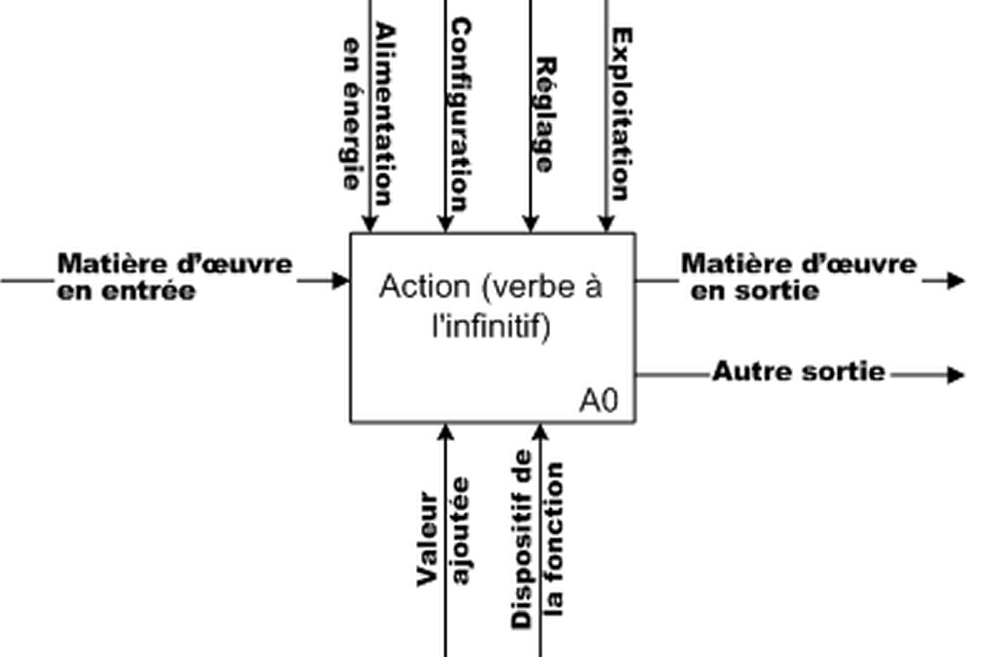 Alimentation
en énergie
Configuration
Réglage
Exploitation
Matière d'œuvre
en entrée
Action (verbe à
l'infinitif)
A0
Matière d'œuvre
en sortie
Autre sortie
Valeur
ajoutée
Dispositif de
la fonction